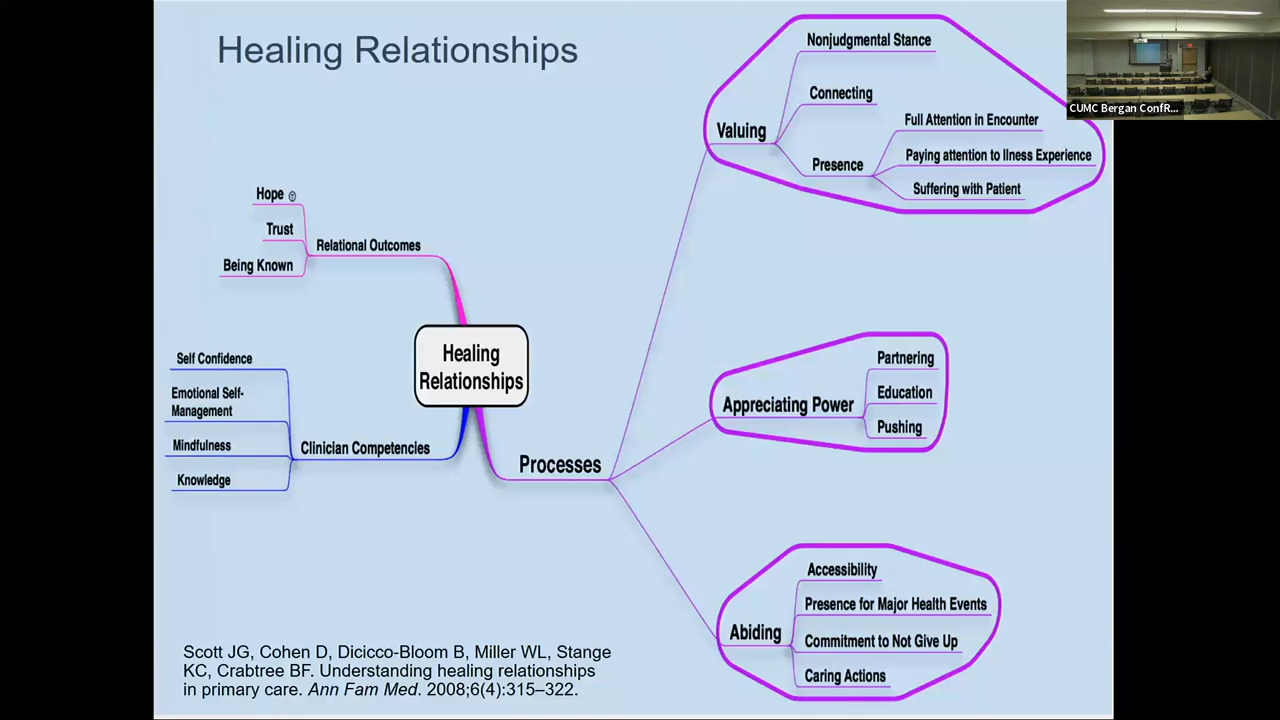 Healing Relationships
CUMC Bergan ConfR...
Nonjudgmental Stance
Connecting
Valuing
Presence
Full Attention in Encounter
Paying attention to Ilness Experience
Suffering with Patient
Hope
Trust
Being Known
Relational Outcomes
Healing
Relationships
Self Confidence
Emotional Self-
Management
Mindfulness
Knowledge
Clinician Competencies
Processes
Appreciating Power
Partnering
Education
Pushing
Abiding
Accessibility
Presence for Major Health Events
Commitment to Not Give Up
Caring Actions
Scott JG, Cohen D, Dicicco-Bloom B, Miller WL, Stange
KC, Crabtree BF. Understanding healing relationships
in primary care. Ann Fam Med. 2008;6(4):315–322.